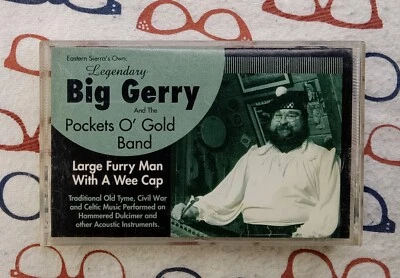 Eastern Sierra's Own:
Legendary
Big Gerry
And The
Pockets O' Gold
Band
Large Furry Man
With A Wee Cap
Traditional Old Tyme, Civil War
and Celtic Music Performed on
Hammered Dulcimer and
other Acoustic Instruments.